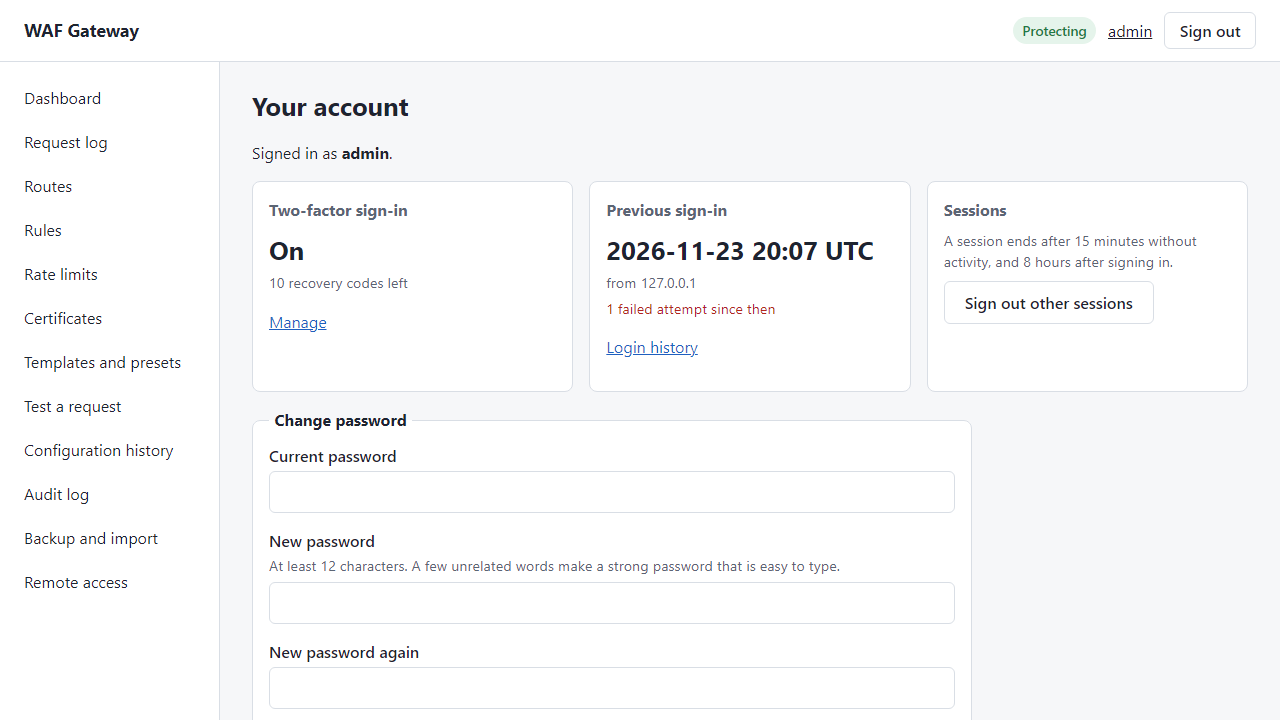 WAF Gateway
Protecting
admin
Sign out
Dashboard
Request log
Routes
Rules
Rate limits
Certificates
Templates and presets
Test a request
Configuration history
Audit log
Backup and import
Remote access
Your account
Signed in as admin.
Two-factor sign-in
On
10 recovery codes left
Manage
Previous sign-in
2026-11-23 20:07 UTC
from 127.0.0.1
1 failed attempt since then
Login history
Sessions
A session ends after 15 minutes without
activity, and 8 hours after signing in.
Sign out other sessions
Change password
Current password
New password
At least 12 characters. A few unrelated words make a strong password that is easy to type.
New password again